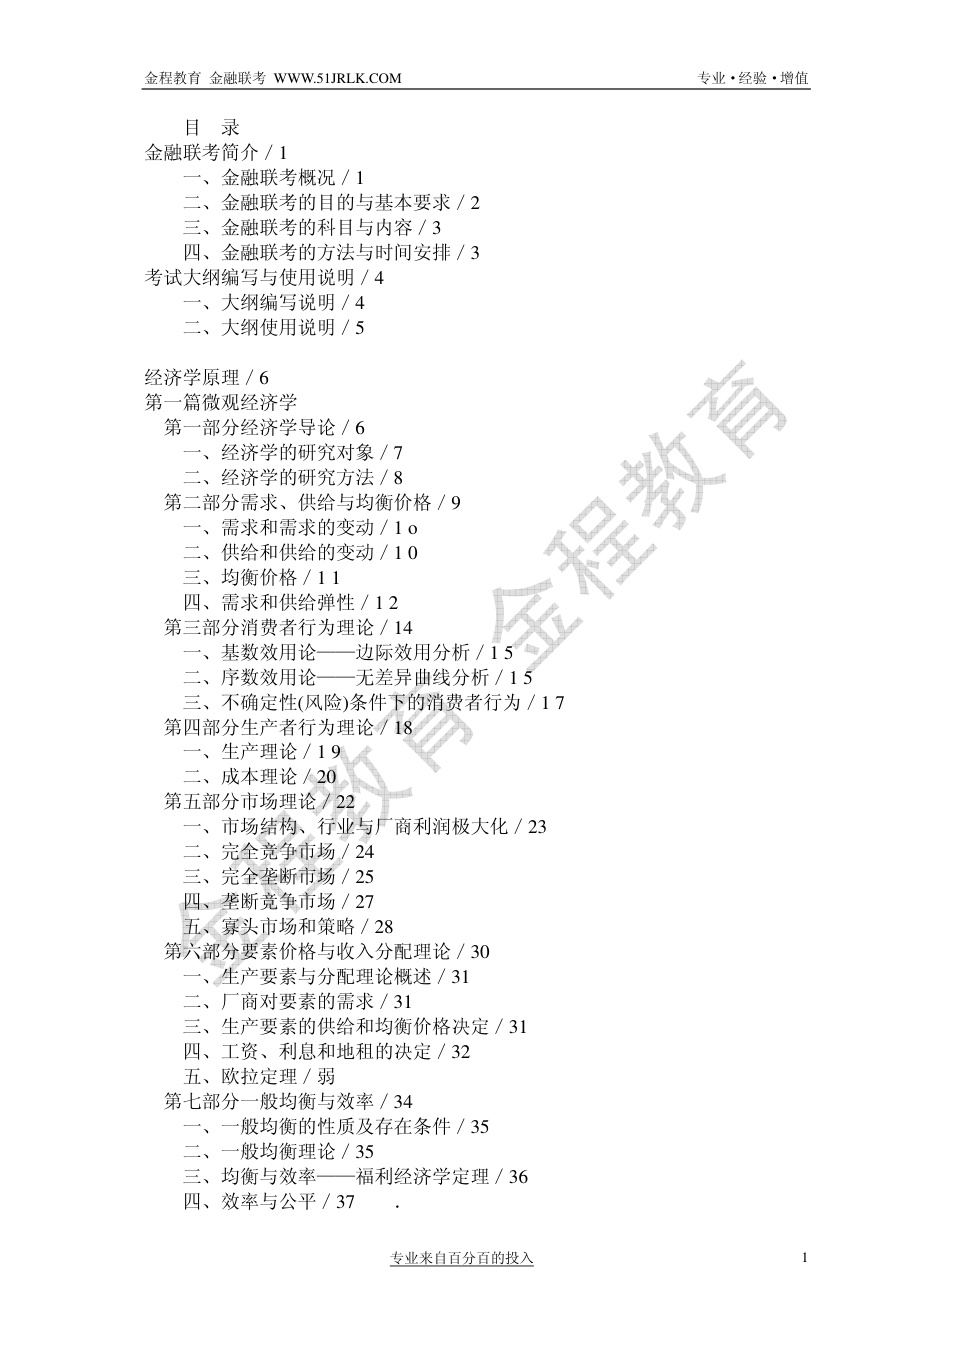 金程教育 金融联考 WWW.51JRLK.COM 专业·经验·增值
目 录
金融联考简介／1
一、金融联考概况／1
二、金融联考的目的与基本要求／2
三、金融联考的科目与内容／3
四、金融联考的方法与时间安排／3
考试大纲编写与使用说明／4
一、大纲编写说明／4
二、大纲使用说明／5
经济学原理／6
第一篇微观经济学
第一部分经济学导论／6
一、经济学的研究对象／7
二、经济学的研究方法／8
第二部分需求、供给与均衡价格／9
一、需求和需求的变动／1 o
二、供给和供给的变动／1 0
三、均衡价格／1 1
四、需求和供给弹性／1 2
第三部分消费者行为理论／14
一、基数效用论——边际效用分析／1 5
二、序数效用论——无差异曲线分析／1 5
三、不确定性(风险)条件下的消费者行为／1 7
第四部分生产者行为理论／18
一、生产理论／1 9
二、成本理论／20
第五部分市场理论／22
一、市场结构、行业与厂商利润极大化／23
二、完全竞争市场／24
三、完全垄断市场／25
四、垄断竞争市场／27
五、寡头市场和策略／28
第六部分要素价格与收入分配理论／30
一、生产要素与分配理论概述／31
二、厂商对要素的需求／31
三、生产要素的供给和均衡价格决定／31
四、工资、利息和地租的决定／32
五、欧拉定理／弱
第七部分一般均衡与效率／34
一、一般均衡的性质及存在条件／35
二、一般均衡理论／35
三、均衡与效率——福利经济学定理／36
四、效率与公平／37 .
金程教育 金程教育
专业来自百分百的投入 1